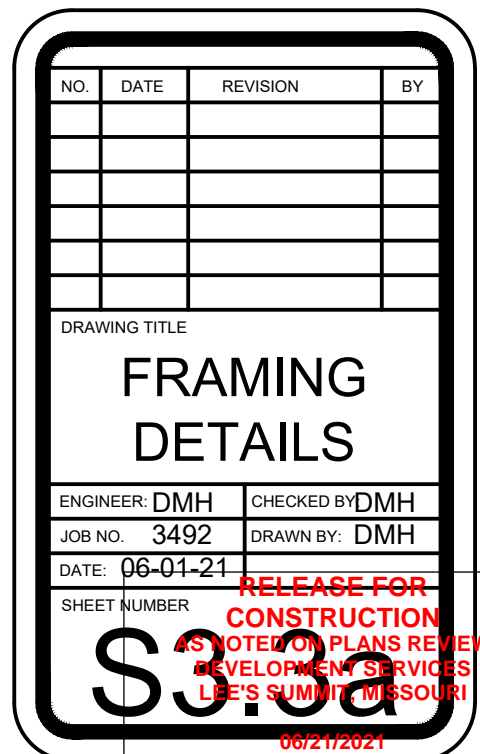 NO. DATE REVISION BY
DRAWING TITLE
FRAMING
DETAILS
ENGINEER: DMH CHECKED BY: DMH
JOB NO. 3492 DRAWN BY: DMH
DATE: 06-01-21
SHEET NUMBER
S3.3a
RELEASE FOR
CONSTRUCTION
AS NOTED ON PLANS REVIEW
DEVELOPMENT SERVICES
LEE'S SUMMIT, MISSOURI
06/21/2021